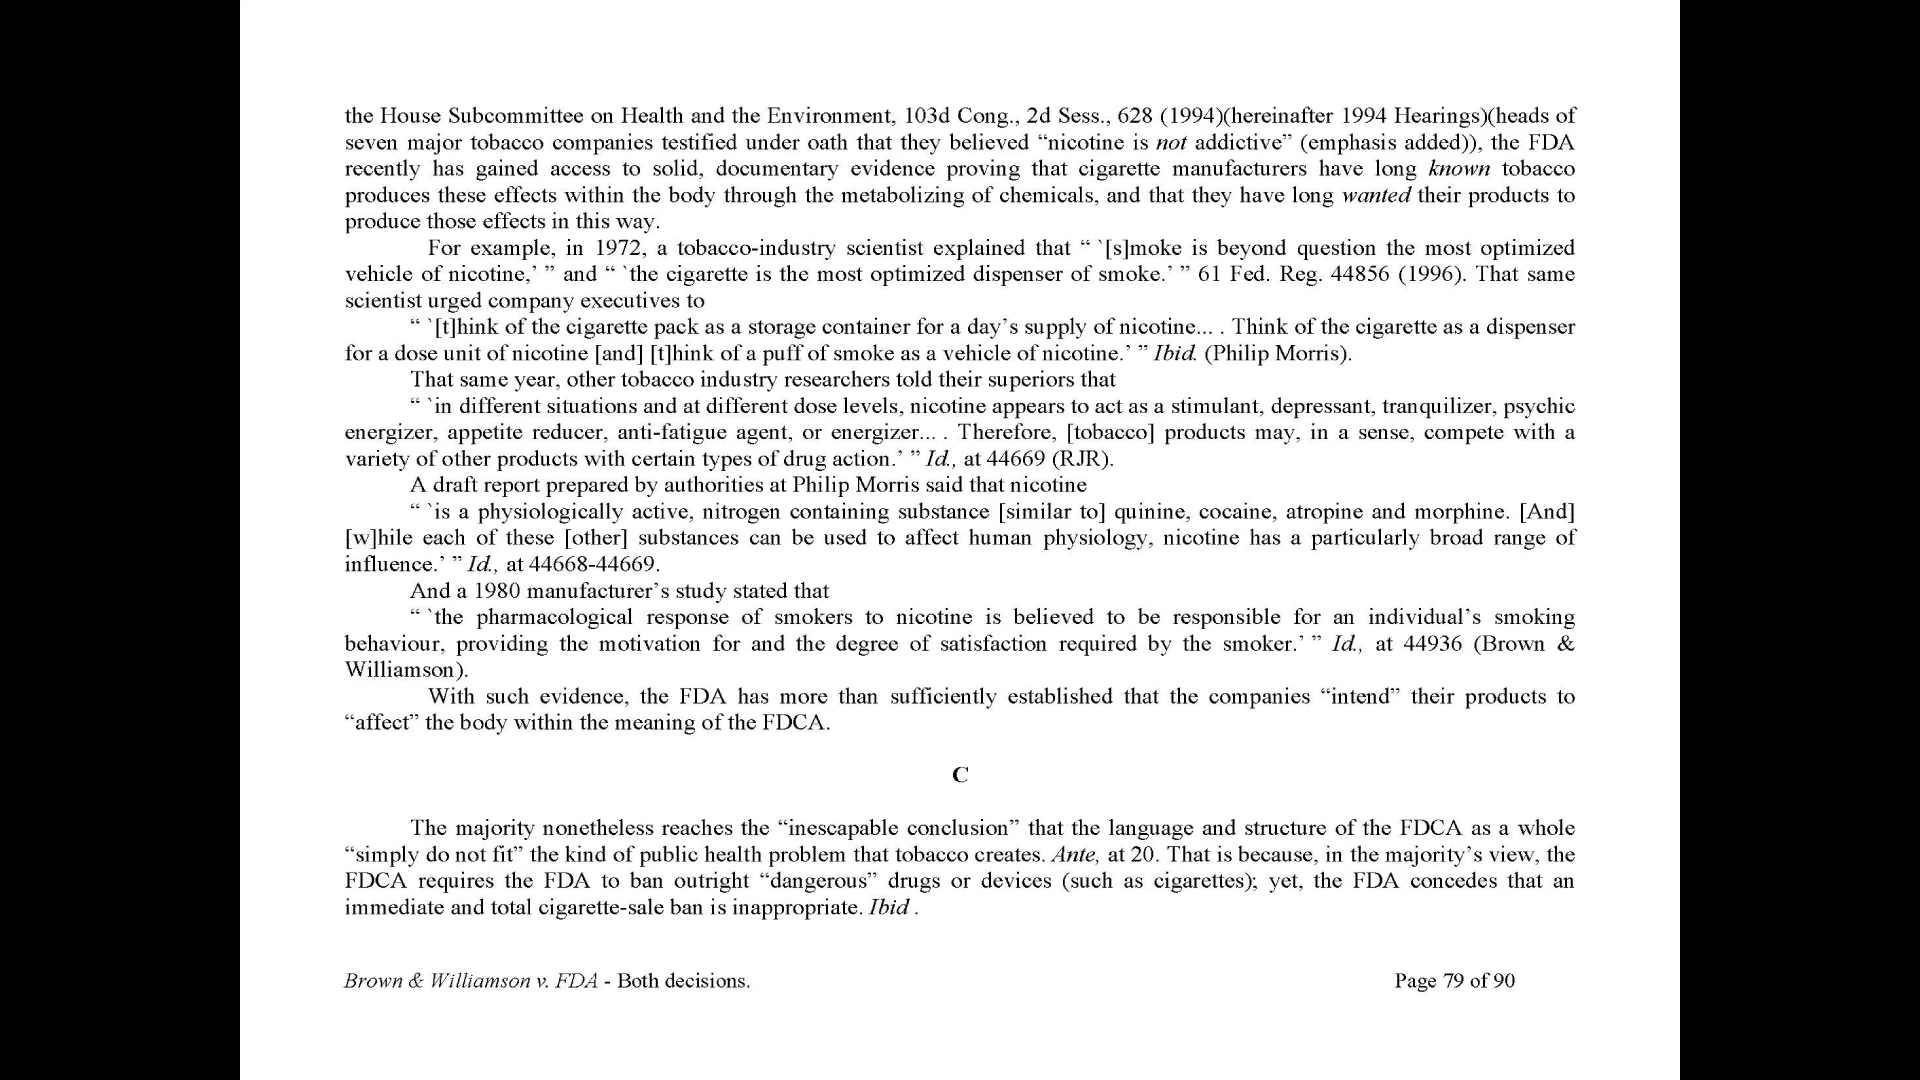 the House Subcommittee on Health and the Environment, 103d Cong., 2d Sess., 628 (1994)(hereinafter 1994 Hearings)(heads of
seven major tobacco companies testified under oath that they believed “nicotine is not addictive” (emphasis added)), the FDA
recently has gained access to solid, documentary evidence proving that cigarette manufacturers have long known tobacco
produces these effects within the body through the metabolizing of chemicals, and that they have long wanted their products to
produce those effects in this way.
For example, in 1972, a tobacco-industry scientist explained that “ `[s]moke is beyond question the most optimized
vehicle of nicotine,’ ” and “ `the cigarette is the most optimized dispenser of smoke.’ ” 61 Fed. Reg. 44856 (1996). That same
scientist urged company executives to
“ `[t]hink of the cigarette pack as a storage container for a day’s supply of nicotine... . Think of the cigarette as a dispenser
for a dose unit of nicotine [and] [t]hink of a puff of smoke as a vehicle of nicotine.’ ” Ibid. (Philip Morris).
That same year, other tobacco industry researchers told their superiors that
“ `in different situations and at different dose levels, nicotine appears to act as a stimulant, depressant, tranquilizer, psychic
energizer, appetite reducer, anti-fatigue agent, or energizer... . Therefore, [tobacco] products may, in a sense, compete with a
variety of other products with certain types of drug action.’ ” Id., at 44669 (RJR).
A draft report prepared by authorities at Philip Morris said that nicotine
“ `is a physiologically active, nitrogen containing substance [similar to] quinine, cocaine, atropine and morphine. [And]
[w]hile each of these [other] substances can be used to affect human physiology, nicotine has a particularly broad range of
influence.’ ” Id., at 44668-44669.
And a 1980 manufacturer’s study stated that
“ `the pharmacological response of smokers to nicotine is believed to be responsible for an individual’s smoking
behaviour, providing the motivation for and the degree of satisfaction required by the smoker.’ ” Id., at 44936 (Brown &
Williamson).
With such evidence, the FDA has more than sufficiently established that the companies “intend” their products to
“affect” the body within the meaning of the FDCA.
C
The majority nonetheless reaches the “inescapable conclusion” that the language and structure of the FDCA as a whole
“simply do not fit” the kind of public health problem that tobacco creates. Ante, at 20. That is because, in the majority’s view, the
FDCA requires the FDA to ban outright “dangerous” drugs or devices (such as cigarettes); yet, the FDA concedes that an
immediate and total cigarette-sale ban is inappropriate. Ibid .
Brown & Williamson v. FDA - Both decisions.
Page 79 of 90